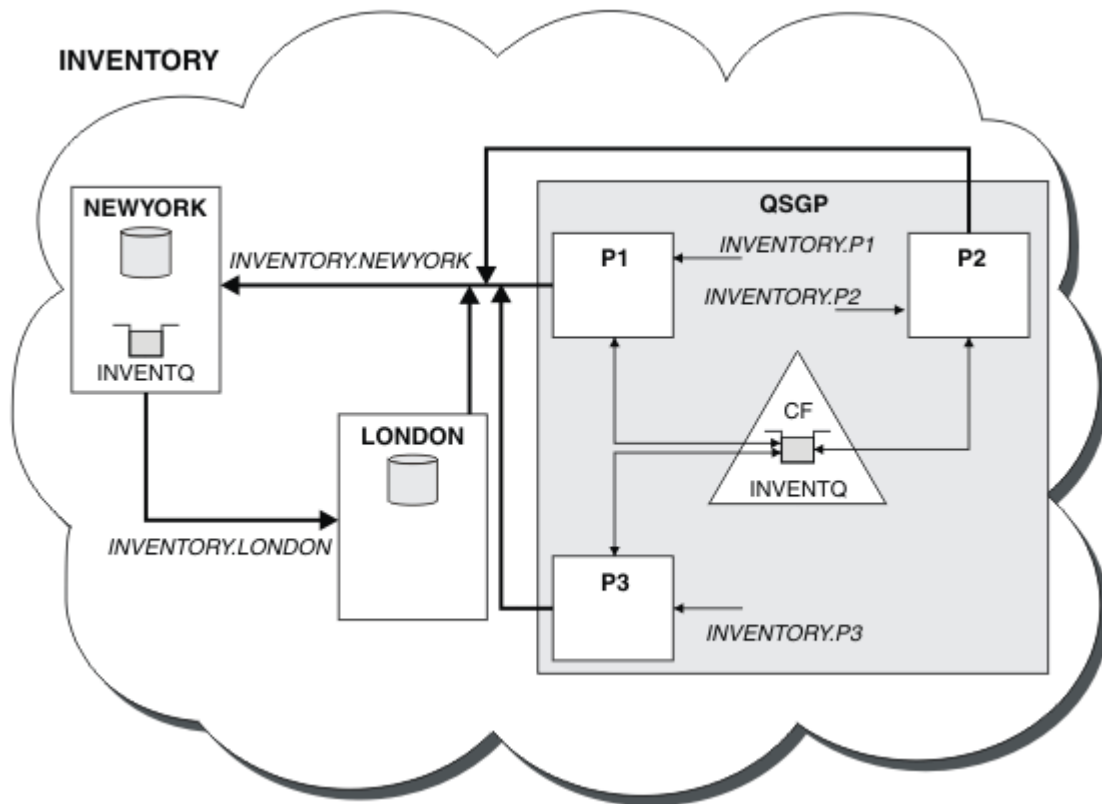 INVENTORY
NEWYORK
INVENTQ
INVENTORY.NEWYORK
LONDON
INVENTORY.LONDON
QSGP
P1
INVENTORY.P1
P2
INVENTORY.P2
CF
INVENTQ
P3
INVENTORY.P3